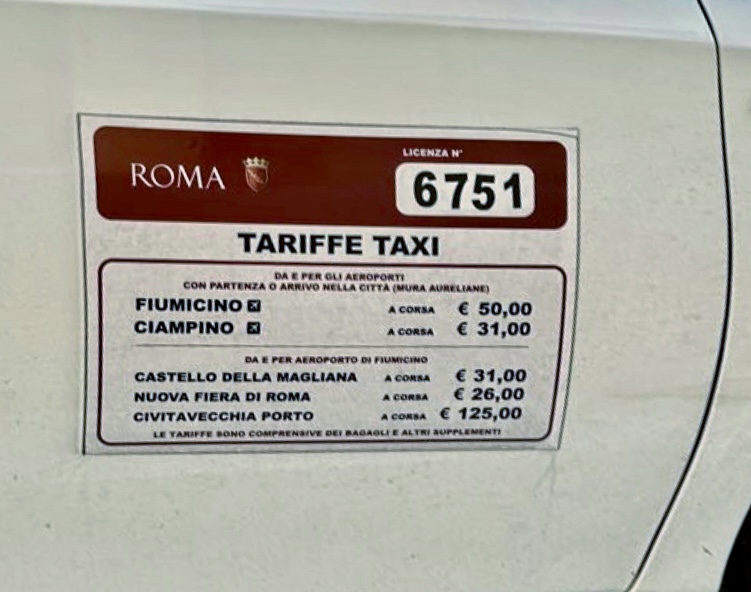 ROMA
LICENZA N°
6751
TARIFFE TAXI
DA E PER GLI AEROPORTI
CON PARTENZA O ARRIVO NELLA CITTÀ (MURA AURELIANE)
FIUMICINO A CORSA € 50,00
CIAMPINO A CORSA € 31,00
DA E PER AEROPORTO DI FIUMICINO
CASTELLO DELLA MAGLIANA A CORSA € 31,00
NUOVA FIERA DI ROMA A CORSA € 26,00
CIVITAVECCHIA PORTO A CORSA € 125,00
LE TARIFFE SONO COMPRENSIVE DEI BAGAGLI E ALTRI SUPPLEMENTI